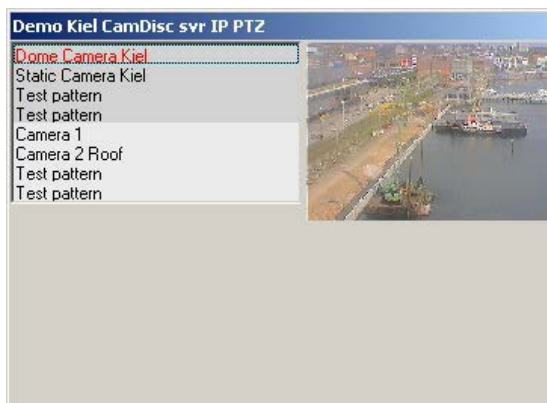 Demo Kiel CamDisc svr IP PTZ
Dome Camera Kiel
Static Camera Kiel
Test pattern
Test pattern
Camera 1
Camera 2 Roof
Test pattern
Test pattern